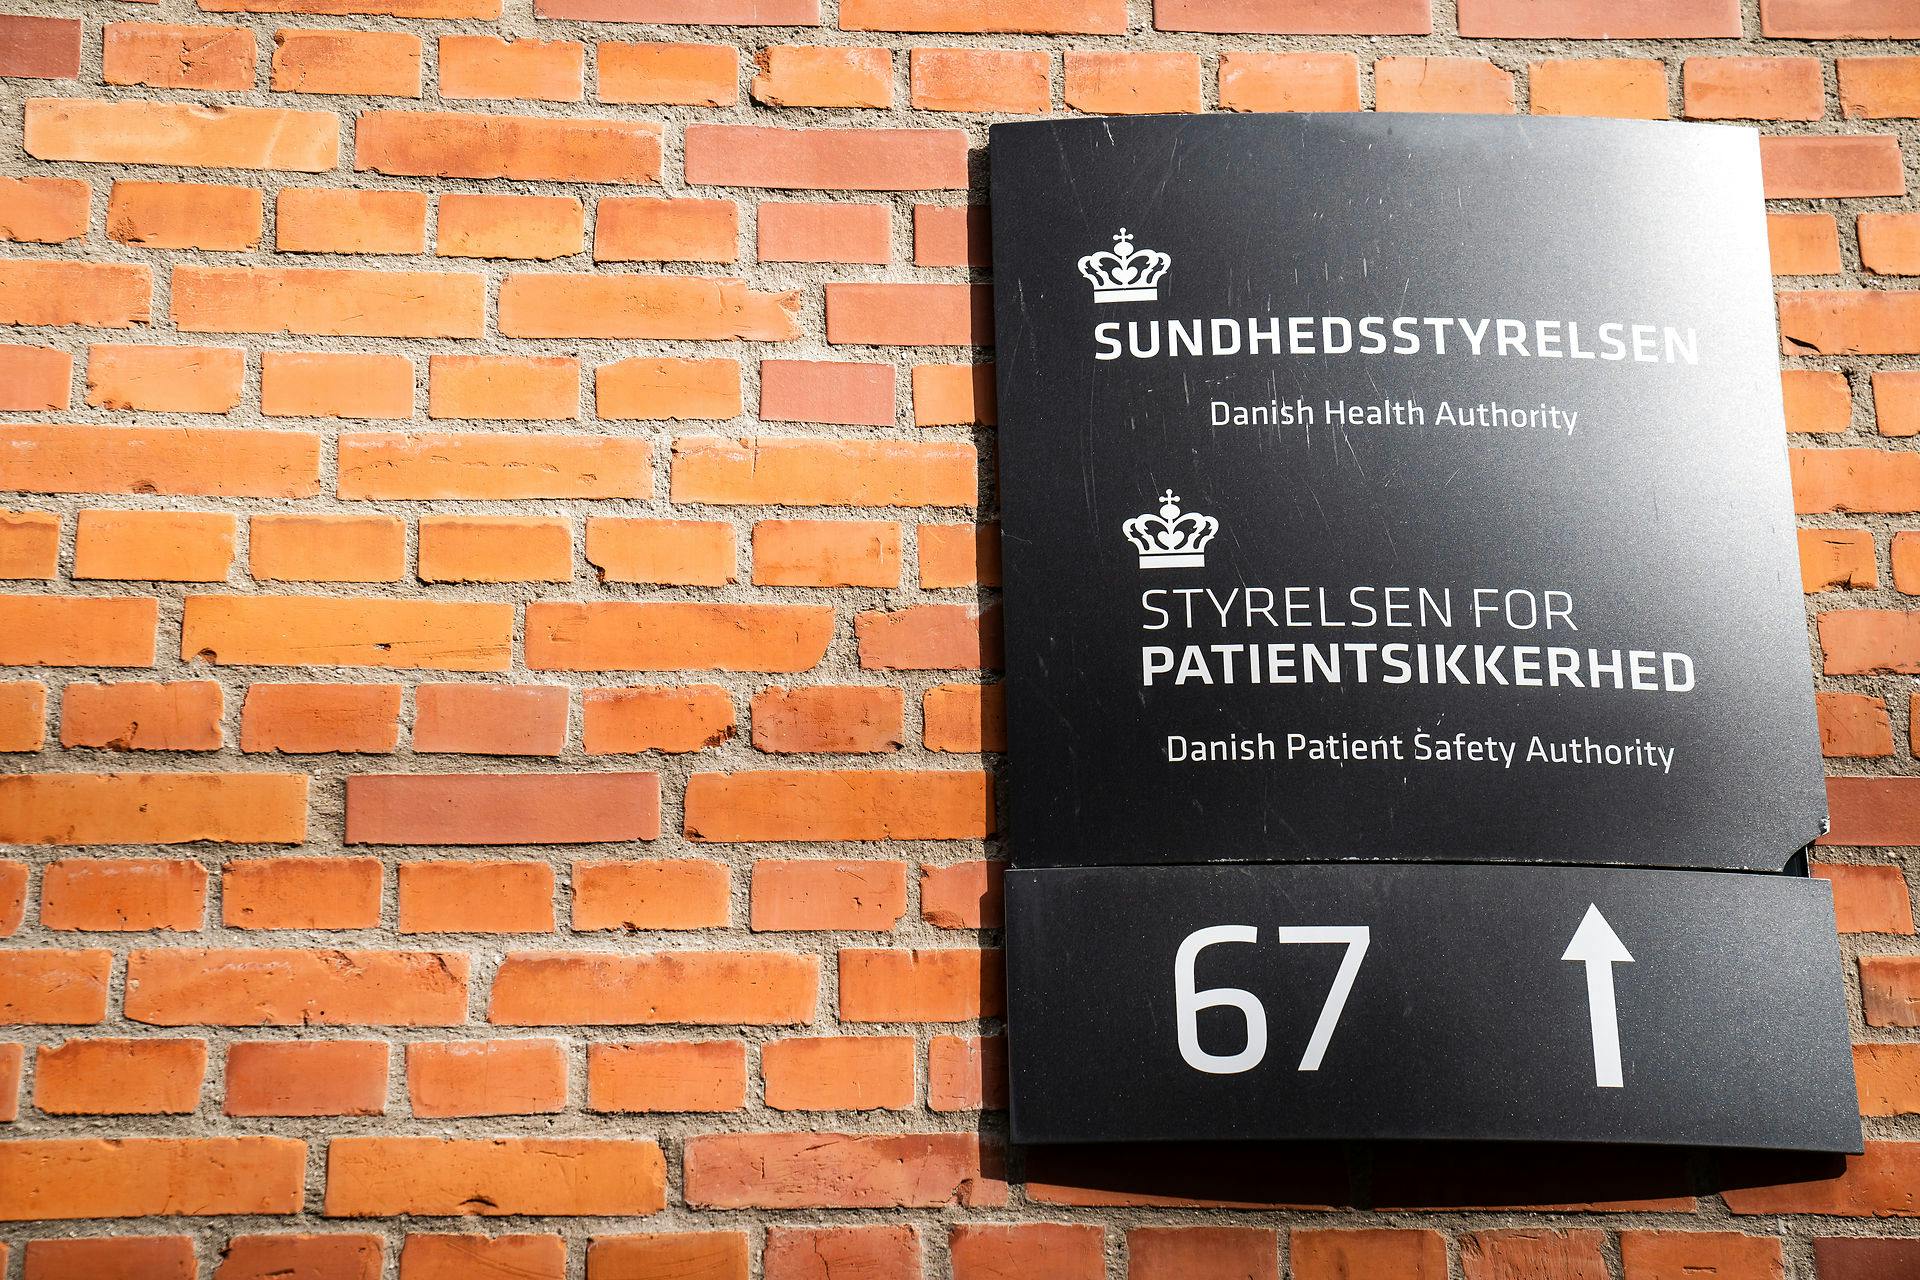 SUNDHEDSSTYRELSEN
Danish Health Authority
STYRELSEN FOR
PATIENTSIKKERHED
Danish Patient Safety Authority
67